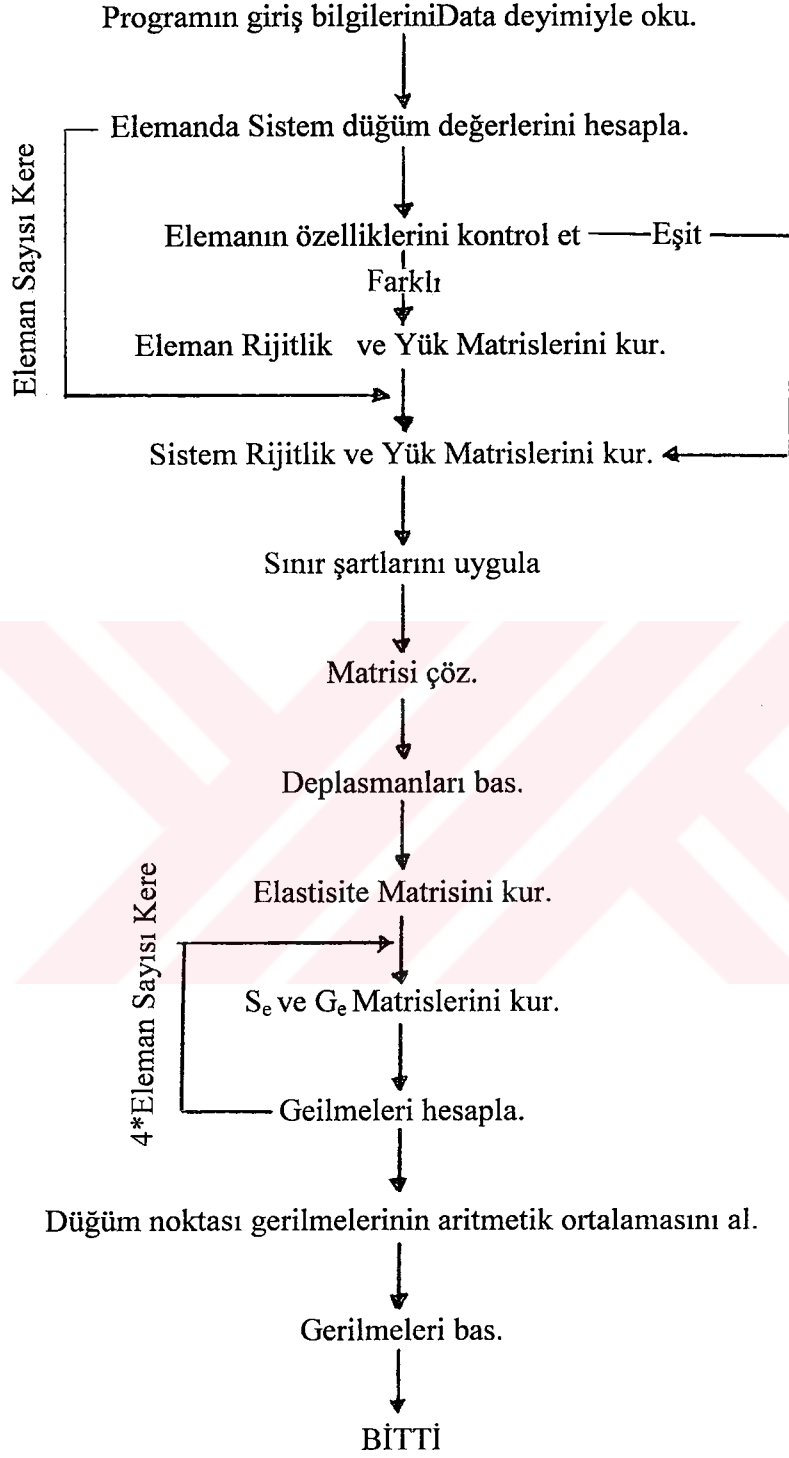 Programın giriş bilgileriniData deyimiyle oku.
Elemanda Sistem düğüm değerlerini hesapla.
Eleman Sayısı Kere
Elemanın özelliklerini kontrol et
Eşit
Farklı
Eleman Rijitlik ve Yük Matrislerini kur.
Sistem Rijitlik ve Yük Matrislerini kur.
Sınır şartlarını uygula
Matrisi çöz.
Deplasmanları bas.
Elastisite Matrisini kur.
4*Eleman Sayısı Kere
Se ve Ge Matrislerini kur.
Geilmeleri hesapla.
Düğüm noktası gerilmelerinin aritmetik ortalamasını al.
Gerilmeleri bas.
BİTTİ